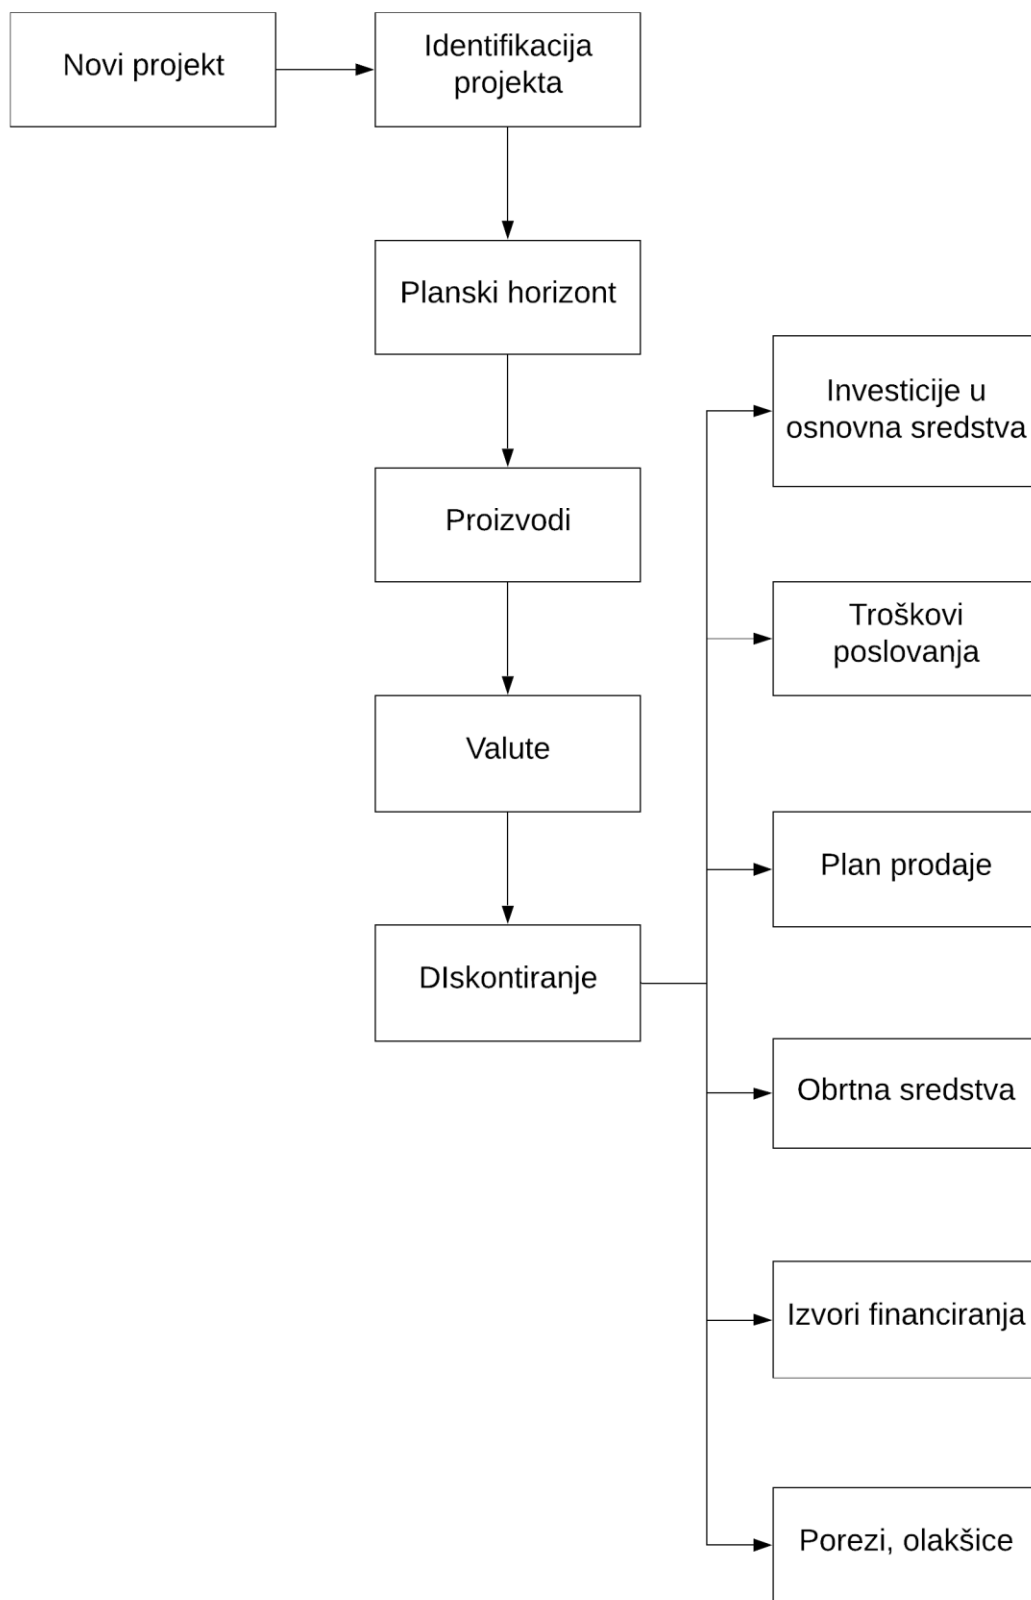 Novi projekt
Identifikacija
projekta
Planski horizont
Proizvodi
Valute
DIskontiranje
Investicije u
osnovna sredstva
Troškovi
poslovanja
Plan prodaje
Obrtna sredstva
Izvori financiranja
Porezi, olakšice